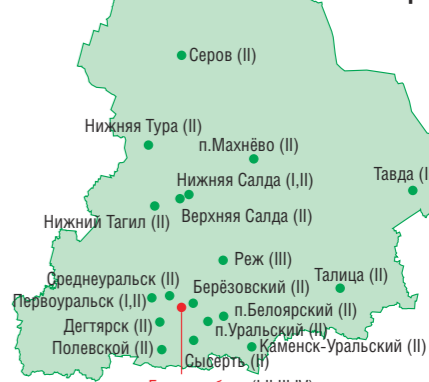 Серов (II)
Нижняя Тура (II)
п.Махнёво (II)
Тавда (I
Нижняя Салда (I,II)
Нижний Тагил (II)
Верхняя Салда (II)
Реж (III)
Среднеуральск (II)
Талица (II)
Берёзовский (II)
Первоуральск (I,II)
п.Белоярский (II)
Дегтярск (II)
п.Уральский (II)
Полевской (II)
Каменск-Уральский (II)
Сысерть (II)